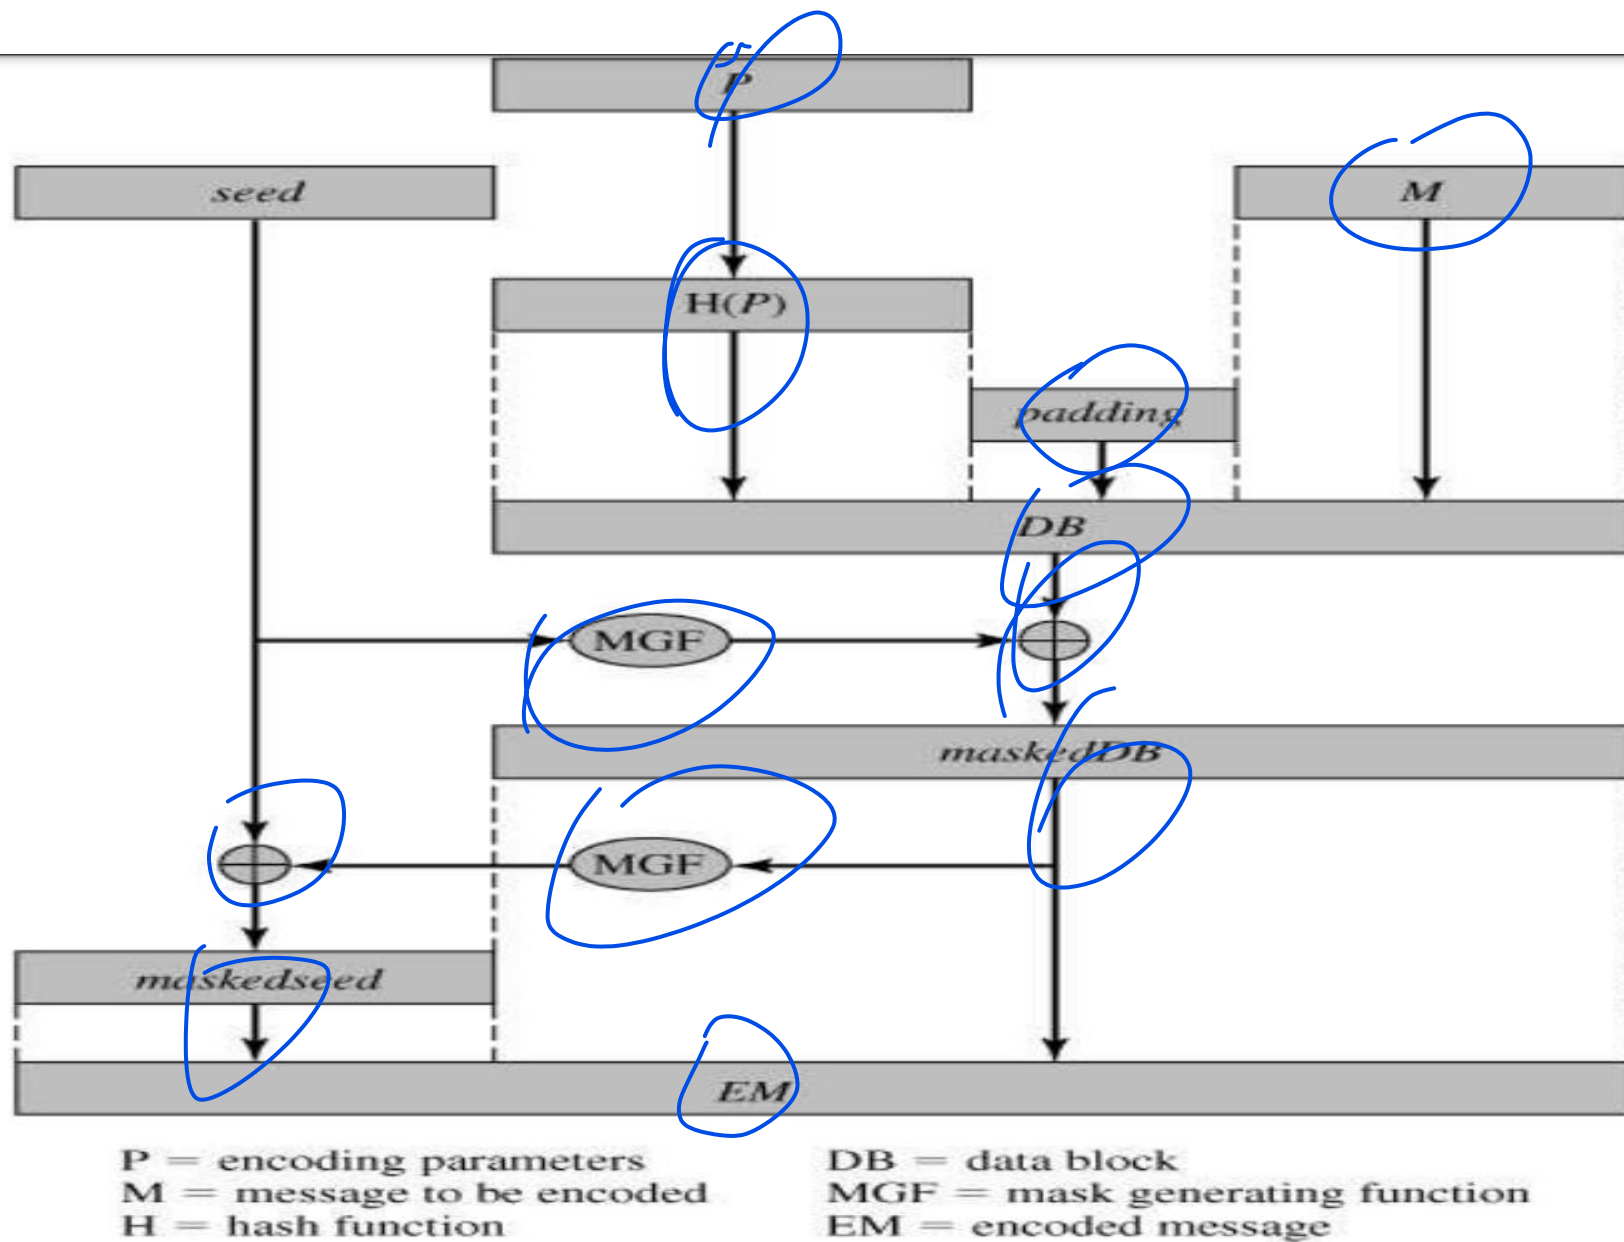 P
seed
M
H(P)
padding
DB
MGF
maskedDB
MGF
maskedseed
EM
P = encoding parameters
M = message to be encoded
H = hash function
DB = data block
MGF = mask generating function
EM = encoded message